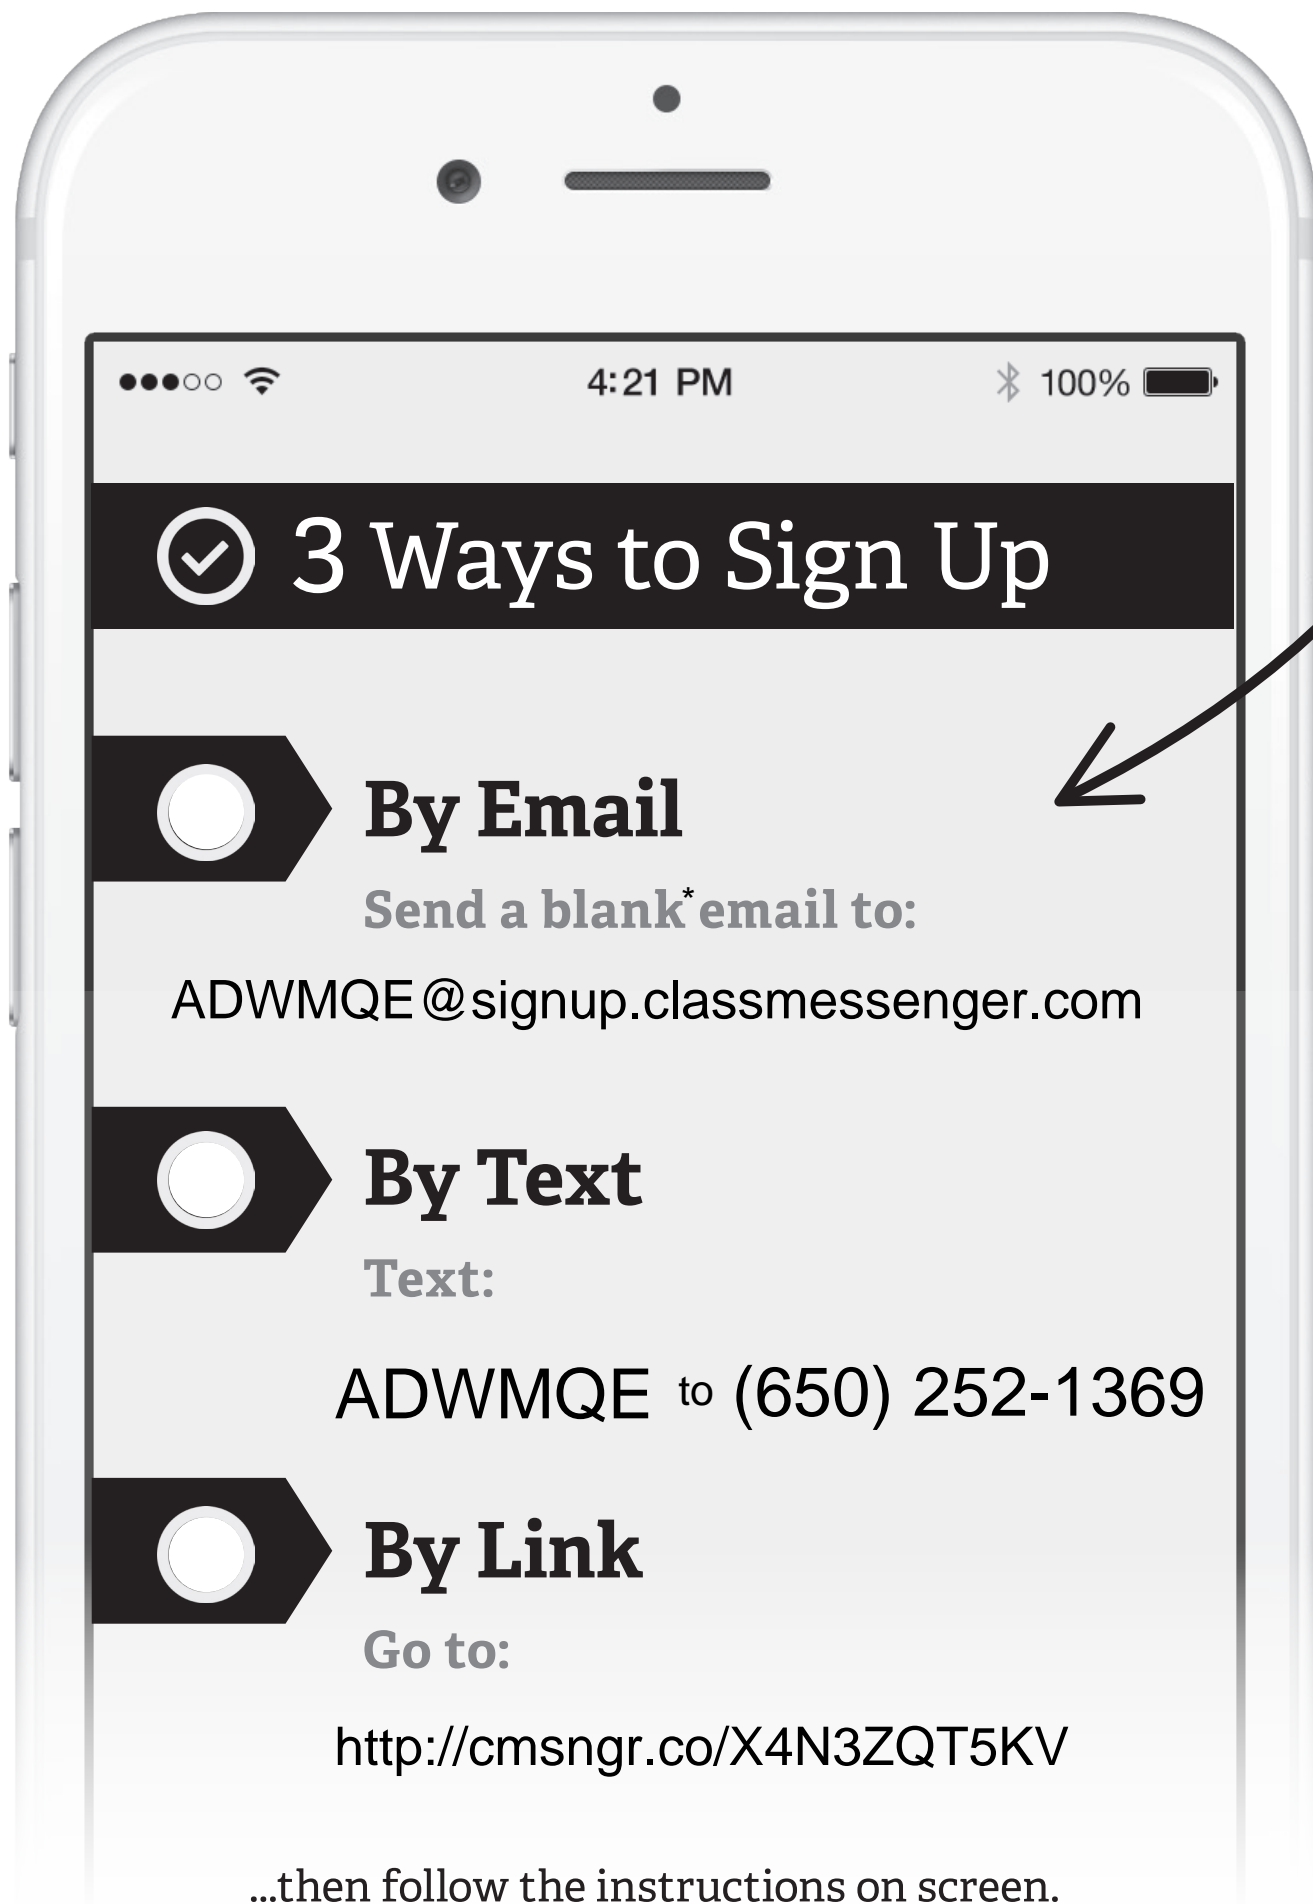 4:21 PM
100%
3 Ways to Sign Up
By Email
Send a blank* email to:
ADWMQE@signup.classmessenger.com
By Text
Text:
ADWMQE to (650) 252-1369
By Link
Go to:
http://cmsngr.co/X4N3ZQT5KV
...then follow the instructions on screen.